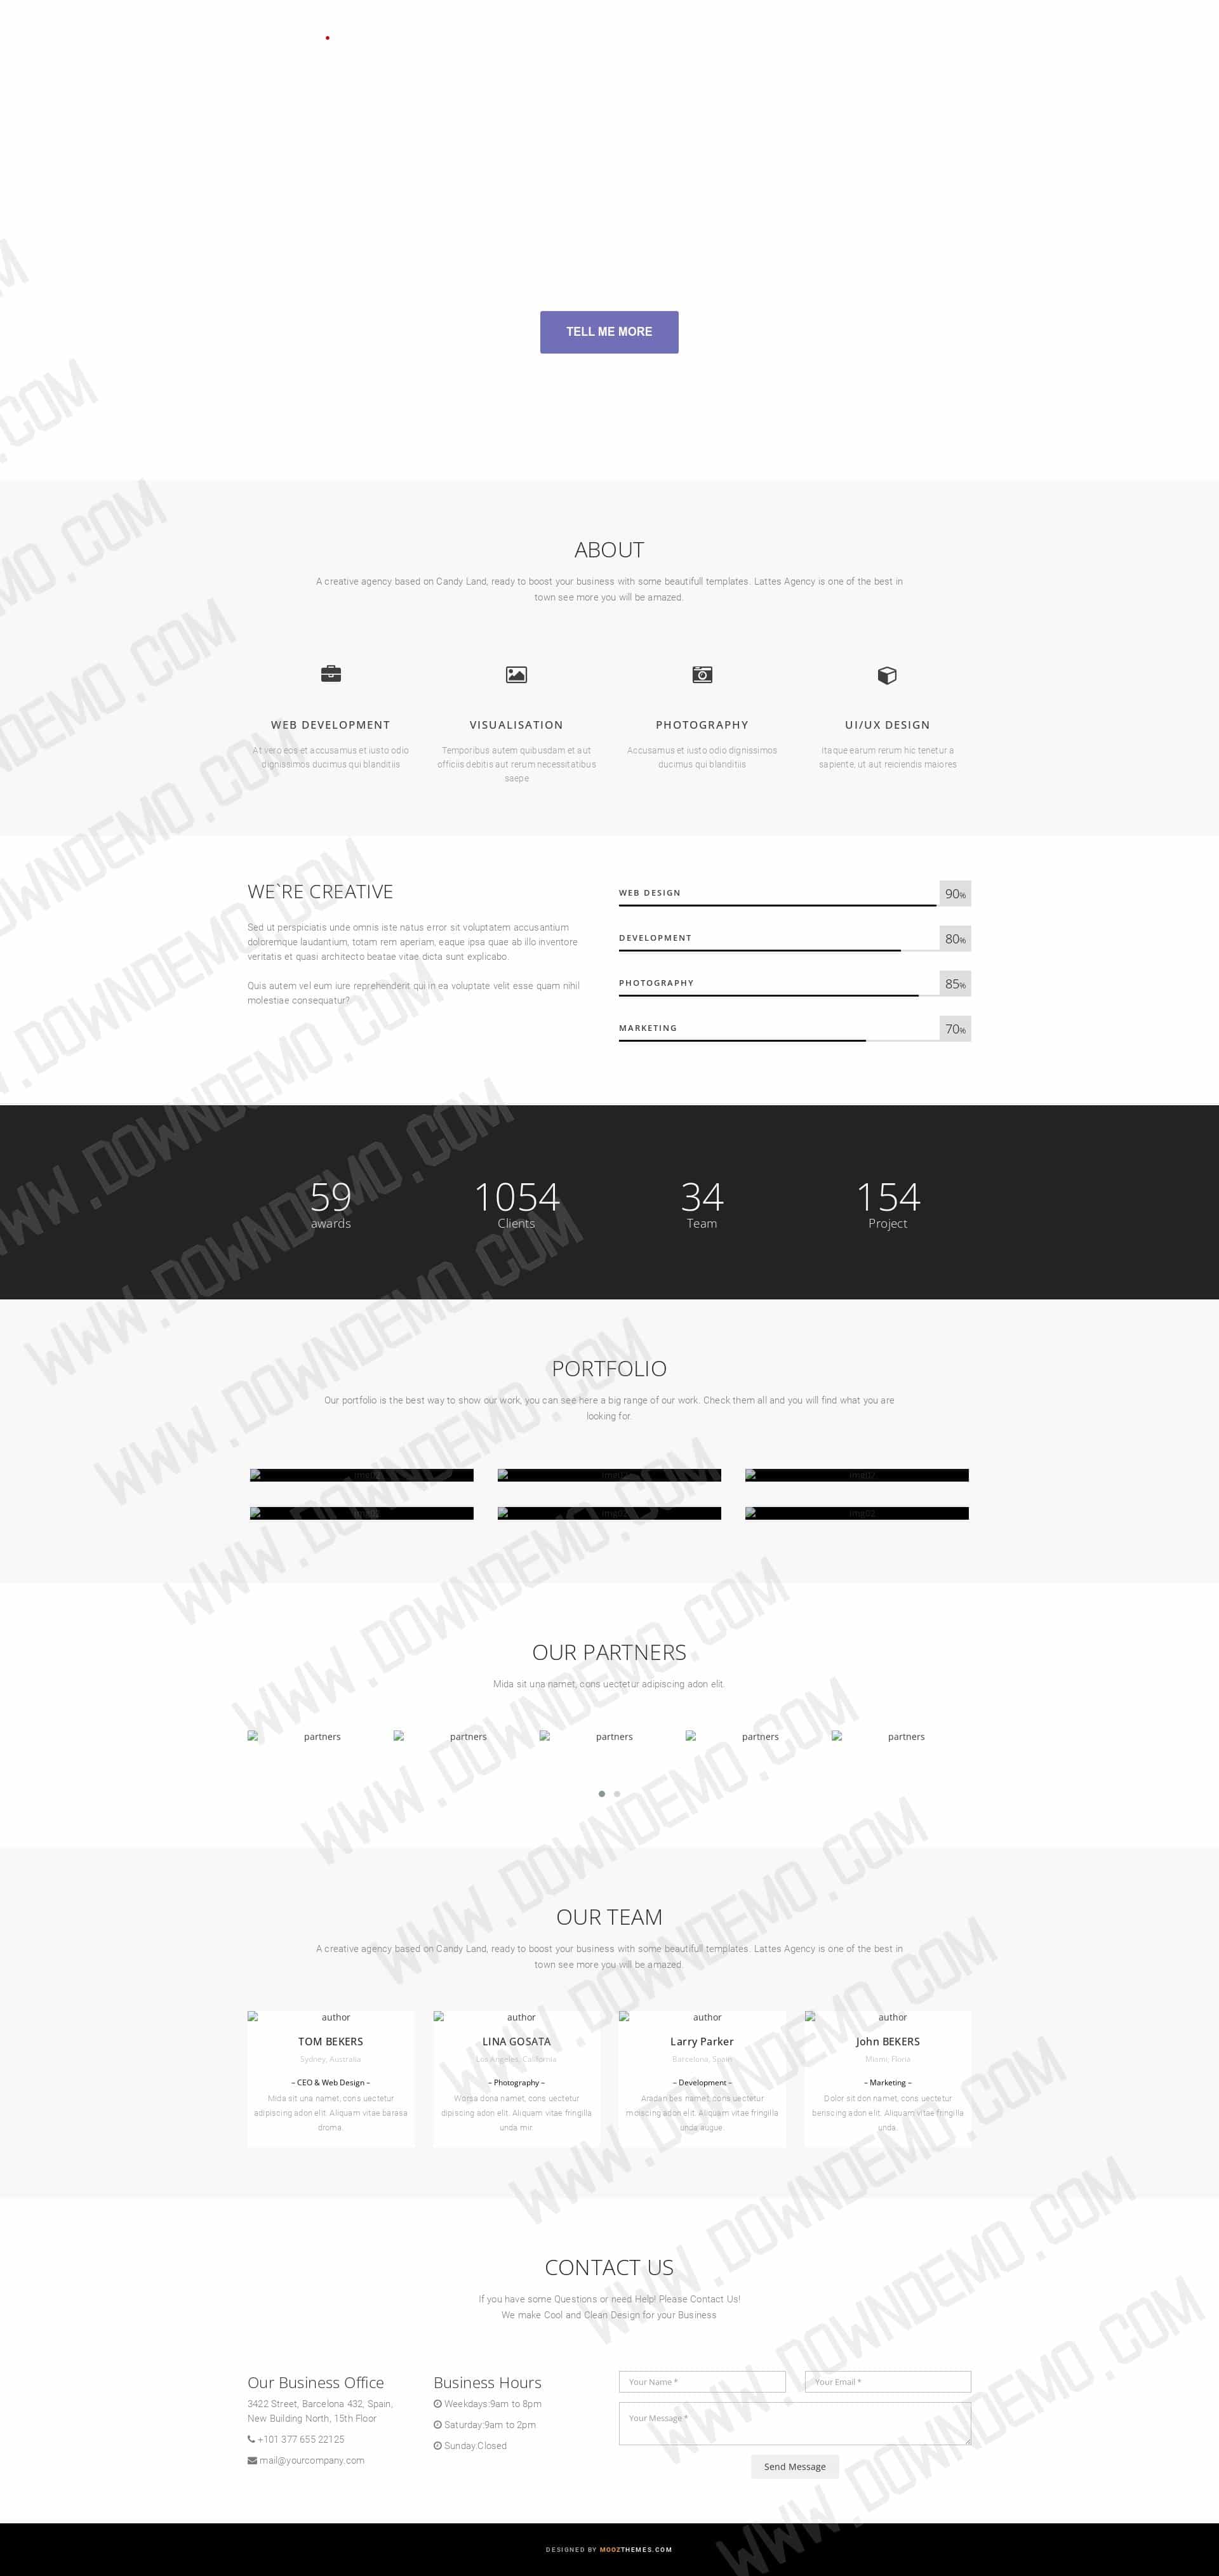 TELL ME MORE
ABOUT
A creative agency based on Candy Land, ready to boost your business with some beautifull templates. Lattes Agency is one of the best in
town see more you will be amazed.
WEB DEVELOPMENT
At vero eos et accusamus et iusto odio
dignissimos ducimus qui blanditiis
VISUALISATION
Temporibus autem quibusdam et aut
officiis debitis aut rerum necessitatibus
saepe
PHOTOGRAPHY
Accusamus et iusto odio dignissimos
ducimus qui blanditiis
UI/UX DESIGN
Itaque earum rerum hic tenetur a
sapiente, ut aut reiciendis maiores
WE`RE CREATIVE
Sed ut perspiciatis unde omnis iste natus error sit voluptatem accusantium
doloremque laudantium, totam rem aperiam, eaque ipsa quae ab illo inventore
veritatis et quasi architecto beatae vitae dicta sunt explicabo.
Quis autem vel eum iure reprehenderit qui in ea voluptate velit esse quam nihil
molestiae consequatur?
WEB DESIGN 90%
DEVELOPMENT 80%
PHOTOGRAPHY 85%
MARKETING 70%
59
awards
1054
Clients
34
Team
154
Project
PORTFOLIO
Our portfolio is the best way to show our work, you can see here a big range of our work. Check them all and you will find what you are
looking for.
OUR PARTNERS
Mida sit una namet, cons uectetur adipiscing adon elit.
partners partners partners partners partners
OUR TEAM
A creative agency based on Candy Land, ready to boost your business with some beautifull templates. Lattes Agency is one of the best in
town see more you will be amazed.
author
TOM BEKERS
Sydney, Australia
– CEO & Web Design –
Mida sit una namet, cons uectetur
adipiscing adon elit. Aliquam vitae barasa
droma.
author
LINA GOSATA
Los Angeles, California
– Photography –
Worsa dona namet, cons uectetur
dipiscing adon elit. Aliquam vitae fringilla
unda mir.
author
Larry Parker
Barcelona, Spain
– Development –
Aradan bes namet, cons uectetur
moiscing adon elit. Aliquam vitae fringilla
unda augue.
author
John BEKERS
Miami, Floria
– Marketing –
Dolor sit don namet, cons uectetur
beriscing adon elit. Aliquam vitae fringilla
unda.
CONTACT US
If you have some Questions or need Help! Please Contact Us!
We make Cool and Clean Design for your Business
Our Business Office
3422 Street, Barcelona 432, Spain,
New Building North, 15th Floor
+101 377 655 22125
mail@yourcompany.com
Business Hours
Weekdays:9am to 8pm
Saturday:9am to 2pm
Sunday:Closed
Your Name *
Your Email *
Your Message *
Send Message
DESIGNED BY MOOZTHEMES.COM
WWW.DOWNDEMO.COM